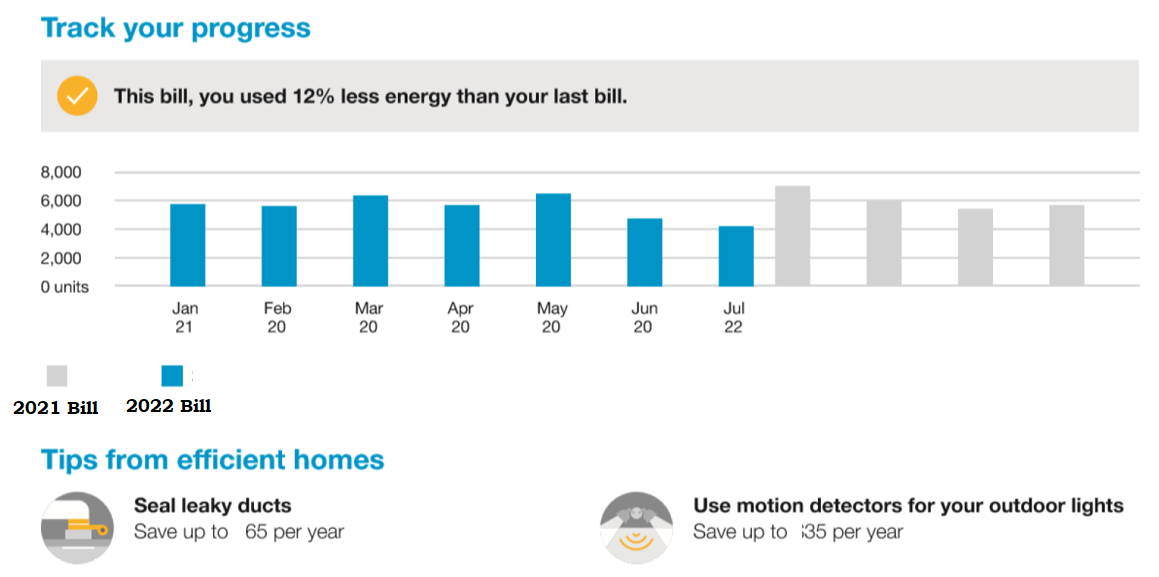 Track your progress
This bill, you used 12% less energy than your last bill.
8,000
6,000
4,000
2,000
0 units
Jan Feb Mar Apr May Jun Jul
21 20 20 20 20 20 22
2021 Bill 2022 Bill
Tips from efficient homes
Seal leaky ducts
Save up to 65 per year
Use motion detectors for your outdoor lights
Save up to 35 per year